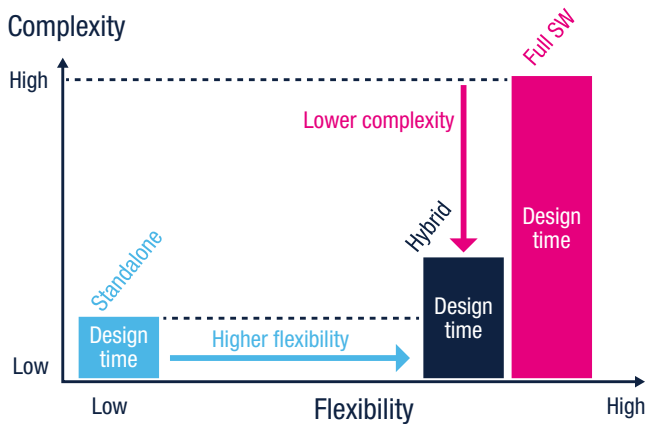 Complexity
Full SW
High
Lower complexity
Design
time
Hybrid
Standalone
Design
time
Design
time
Higher flexibility
Low
Low
Flexibility
High